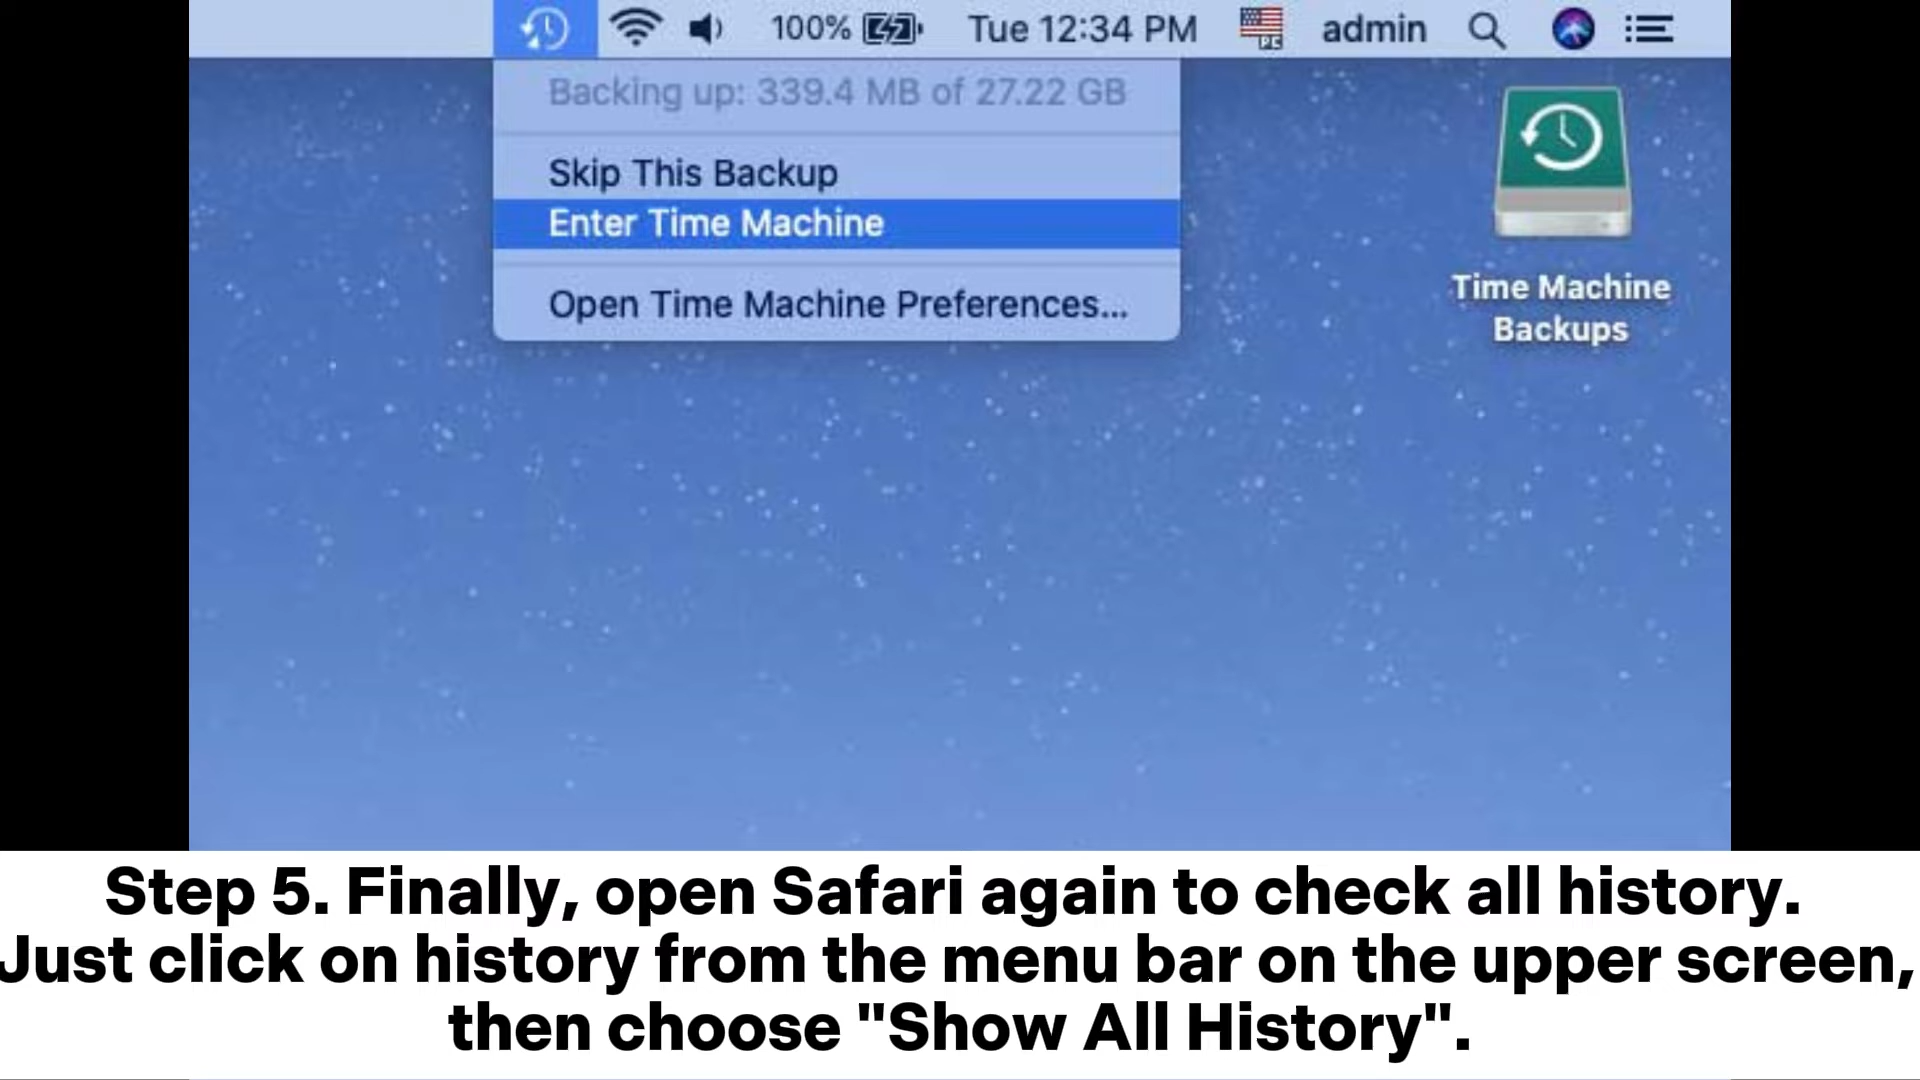 100% Tue 12:34 PM admin
Backing up: 339.4 MB of 27.22 GB
Skip This Backup
Enter Time Machine
Open Time Machine Preferences...
Time Machine
Backups
Step 5. Finally, open Safari again to check all history.
Just click on history from the menu bar on the upper screen,
then choose "Show All History".